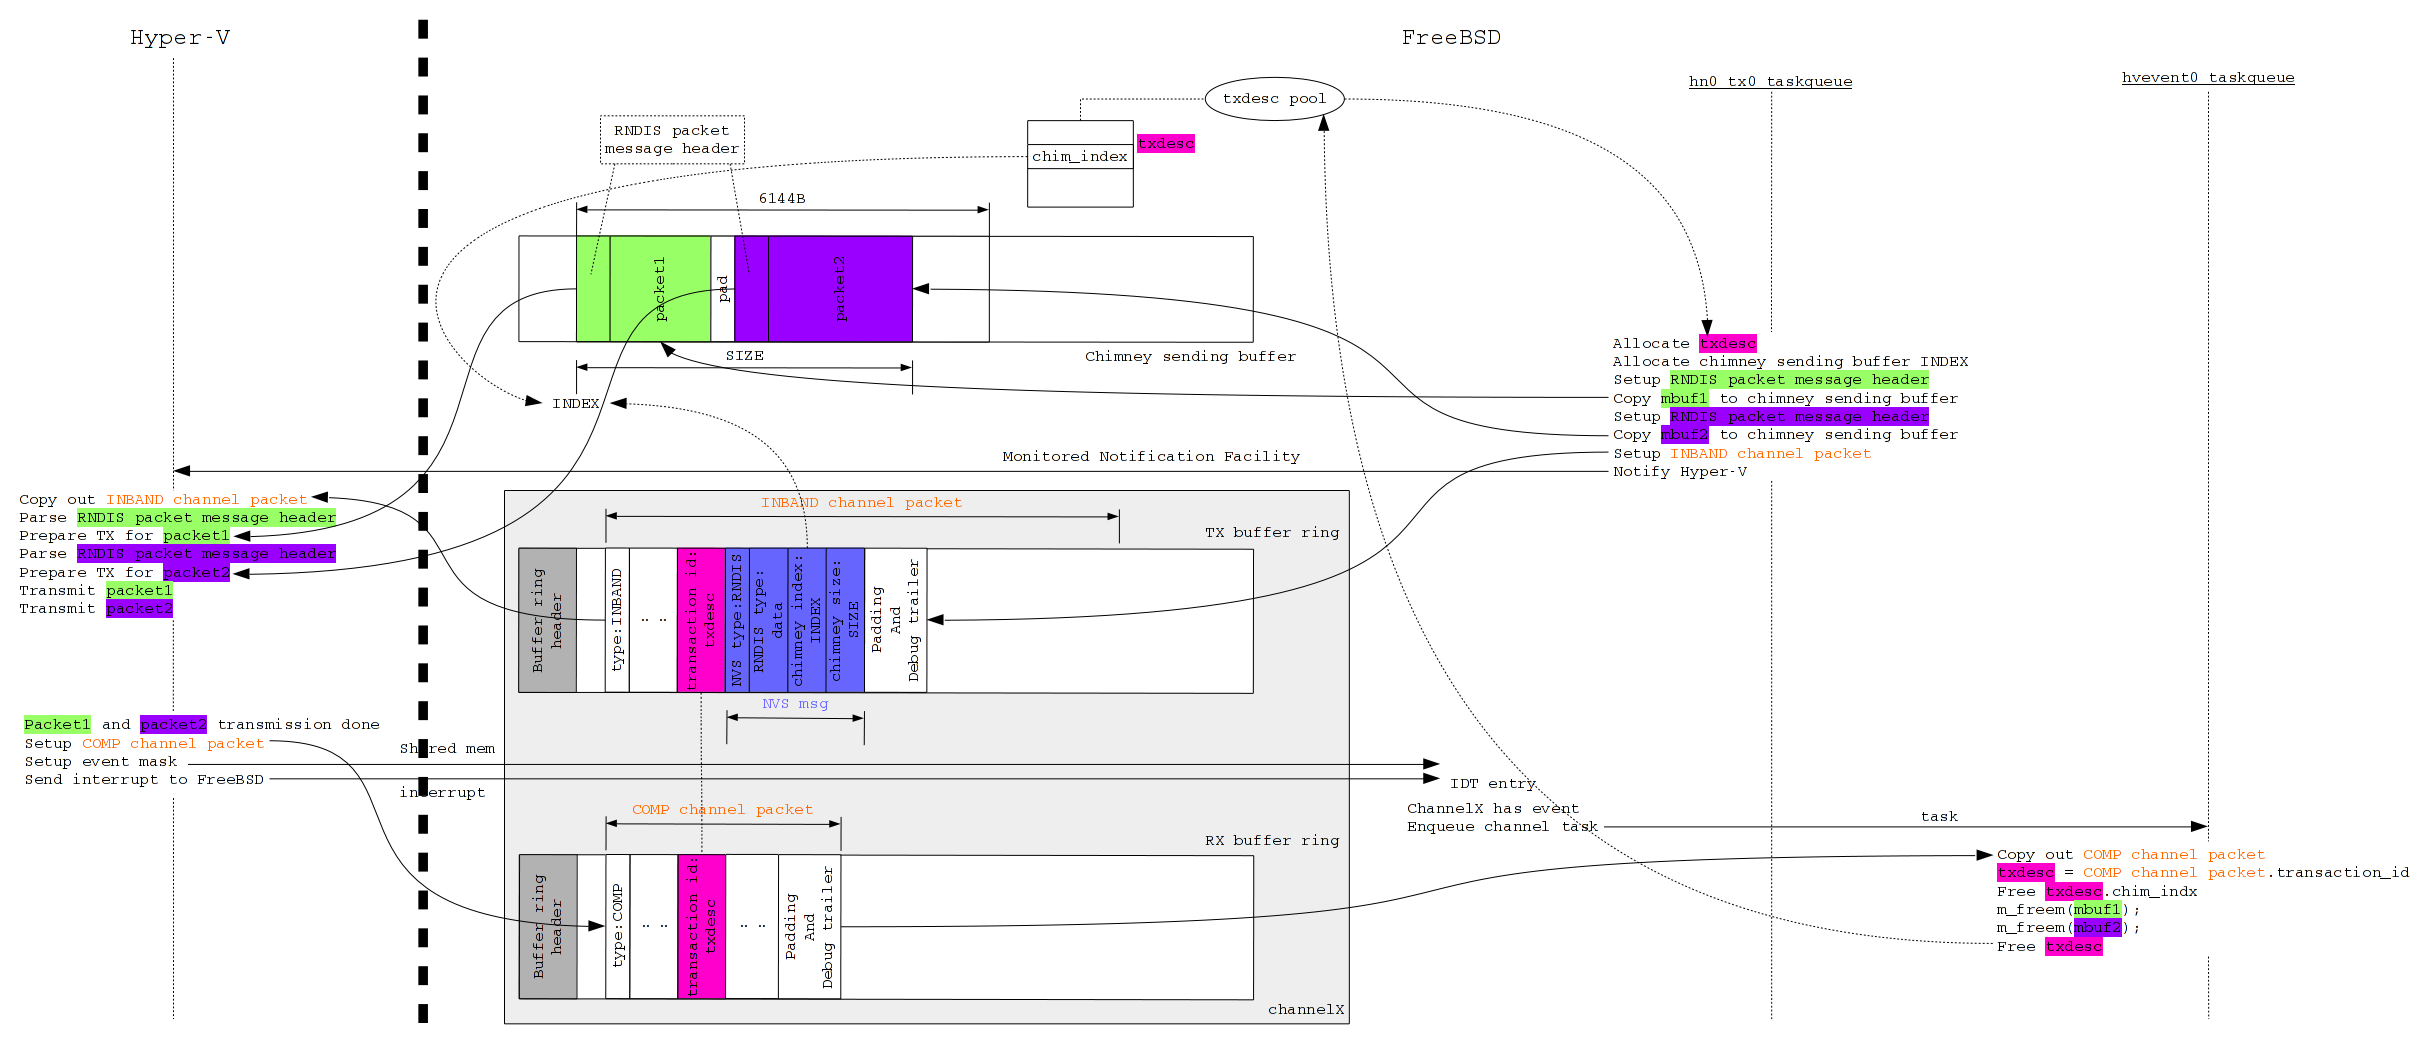 Hyper-V
FreeBSD
hn0 tx0 taskqueue
hvevent0 taskqueue
txdesc pool
RNDIS packet
message header
txdesc
chim_index
6144B
packet1
pad
packet2
SIZE
Chimney sending buffer
INDEX
Allocate txdesc
Allocate chimney sending buffer INDEX
Setup RNDIS packet message header
Copy mbuf1 to chimney sending buffer
Setup RNDIS packet message header
Copy mbuf2 to chimney sending buffer
Setup INBAND channel packet
Notify Hyper-V
Monitored Notification Facility
Copy out INBAND channel packet
Parse RNDIS packet message header
Prepare TX for packet1
Parse RNDIS packet message header
Prepare TX for packet2
Transmit packet1
Transmit packet2
INBAND channel packet
TX buffer ring
Buffer ring
header
type:INBAND
.. ..
transaction id:
txdesc
NVS type:RNDIS
RNDIS type:
data
chimney index:
INDEX
chimney size:
SIZE
Padding
And
Debug trailer
NVS msg
Packet1 and packet2 transmission done
Setup COMP channel packet
Setup event mask
Send interrupt to FreeBSD
Shared mem
interrupt
IDT entry
ChannelX has event
Enqueue channel task
task
COMP channel packet
RX buffer ring
Buffer ring
header
type:COMP
.. ..
transaction id:
txdesc
.. ..
Padding
And
Debug trailer
channelX
Copy out COMP channel packet
txdesc = COMP channel packet.transaction_id
Free txdesc.chim_indx
m_freem(mbuf1);
m_freem(mbuf2);
Free txdesc